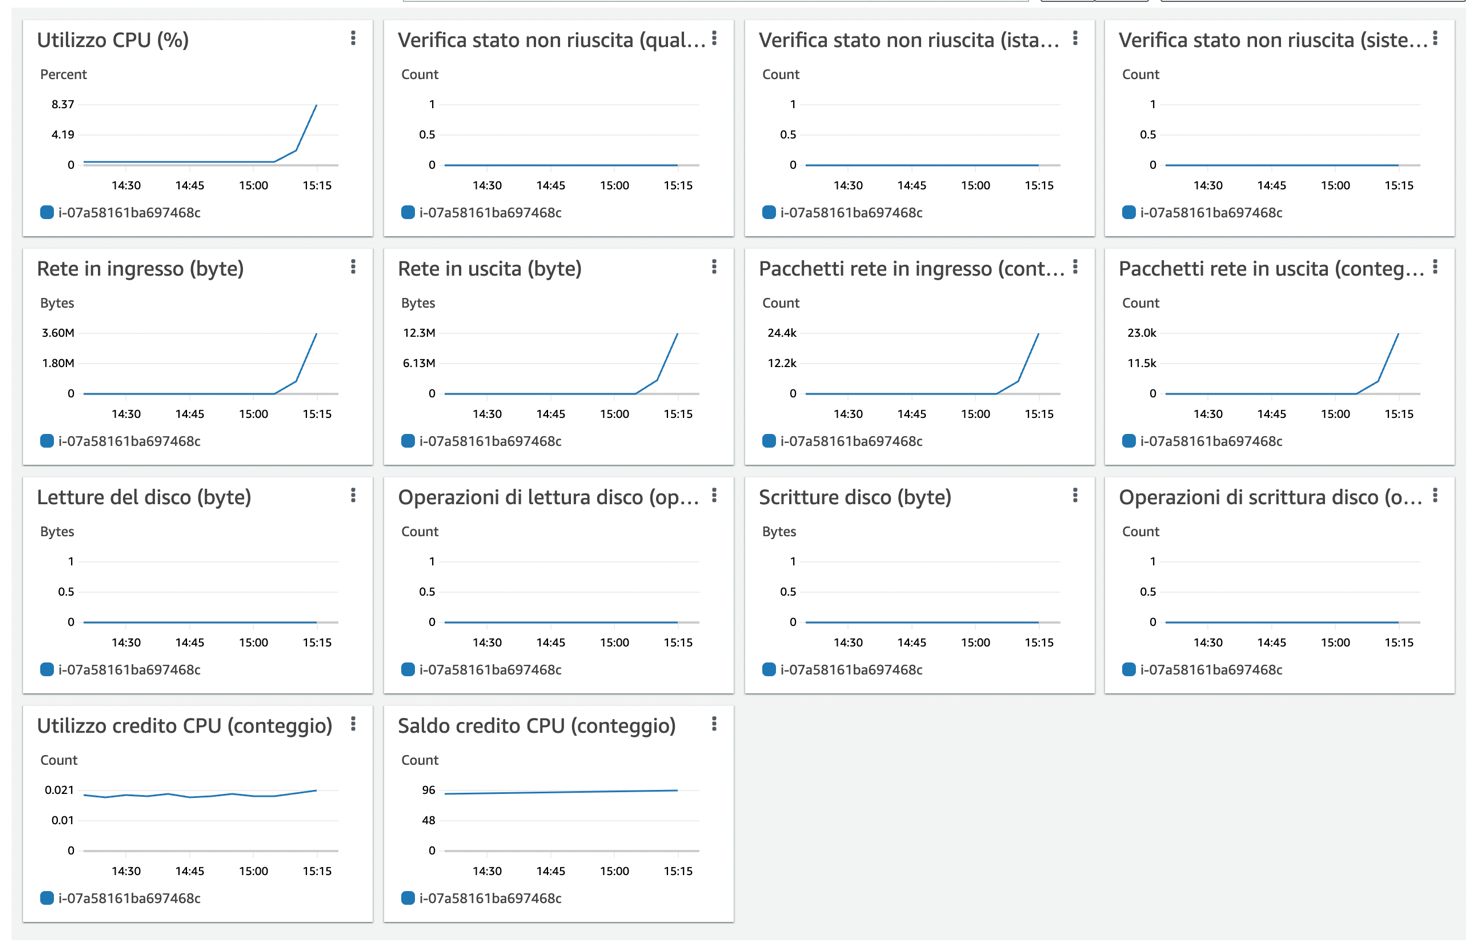 Utilizzo CPU (%)
Percent
8.37
4.19
0
14:30 14:45 15:00 15:15
i-07a58161ba697468c
Verifica stato non riuscita (qual...
Count
1
0.5
0
14:30 14:45 15:00 15:15
i-07a58161ba697468c
Verifica stato non riuscita (ista...
Count
1
0.5
0
14:30 14:45 15:00 15:15
i-07a58161ba697468c
Verifica stato non riuscita (siste...
Count
1
0.5
0
14:30 14:45 15:00 15:15
i-07a58161ba697468c
Rete in ingresso (byte)
Bytes
3.60M
1.80M
0
14:30 14:45 15:00 15:15
i-07a58161ba697468c
Rete in uscita (byte)
Bytes
12.3M
6.13M
0
14:30 14:45 15:00 15:15
i-07a58161ba697468c
Pacchetti rete in ingresso (cont...
Count
24.4k
12.2k
0
14:30 14:45 15:00 15:15
i-07a58161ba697468c
Pacchetti rete in uscita (conteg...
Count
23.0k
11.5k
0
14:30 14:45 15:00 15:15
i-07a58161ba697468c
Letture del disco (byte)
Bytes
1
0.5
0
14:30 14:45 15:00 15:15
i-07a58161ba697468c
Operazioni di lettura disco (op...
Count
1
0.5
0
14:30 14:45 15:00 15:15
i-07a58161ba697468c
Scritture disco (byte)
Bytes
1
0.5
0
14:30 14:45 15:00 15:15
i-07a58161ba697468c
Operazioni di scrittura disco (o...
Count
1
0.5
0
14:30 14:45 15:00 15:15
i-07a58161ba697468c
Utilizzo credito CPU (conteggio)
Count
0.021
0.01
0
14:30 14:45 15:00 15:15
i-07a58161ba697468c
Saldo credito CPU (conteggio)
Count
96
48
0
14:30 14:45 15:00 15:15
i-07a58161ba697468c